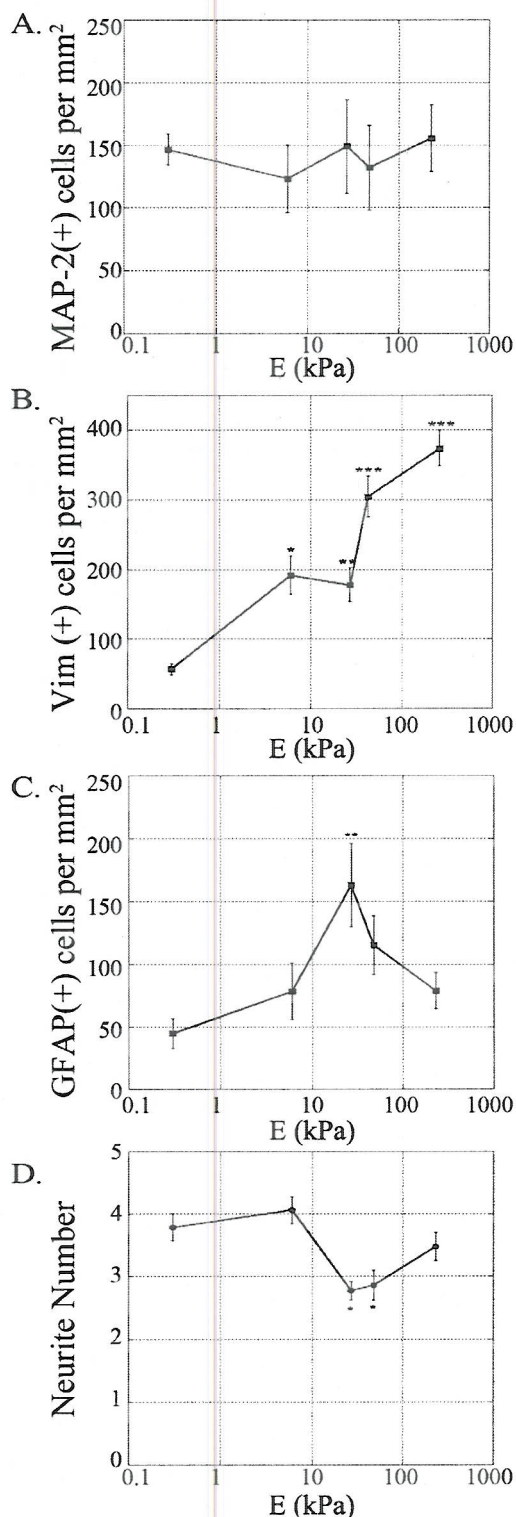 A.
MAP-2(+) cells per mm²
250
200
150
100
50
0
0.1 1 10 100 1000
E (kPa)
B.
Vim (+) cells per mm²
400
300
200
100
0
*
**
***
***
0.1 1 10 100 1000
E (kPa)
C.
GFAP(+) cells per mm²
250
200
150
100
50
0
**
0.1 1 10 100 1000
E (kPa)
D.
Neurite Number
5
4
3
2
1
0
* *
0.1 1 10 100 1000
E (kPa)